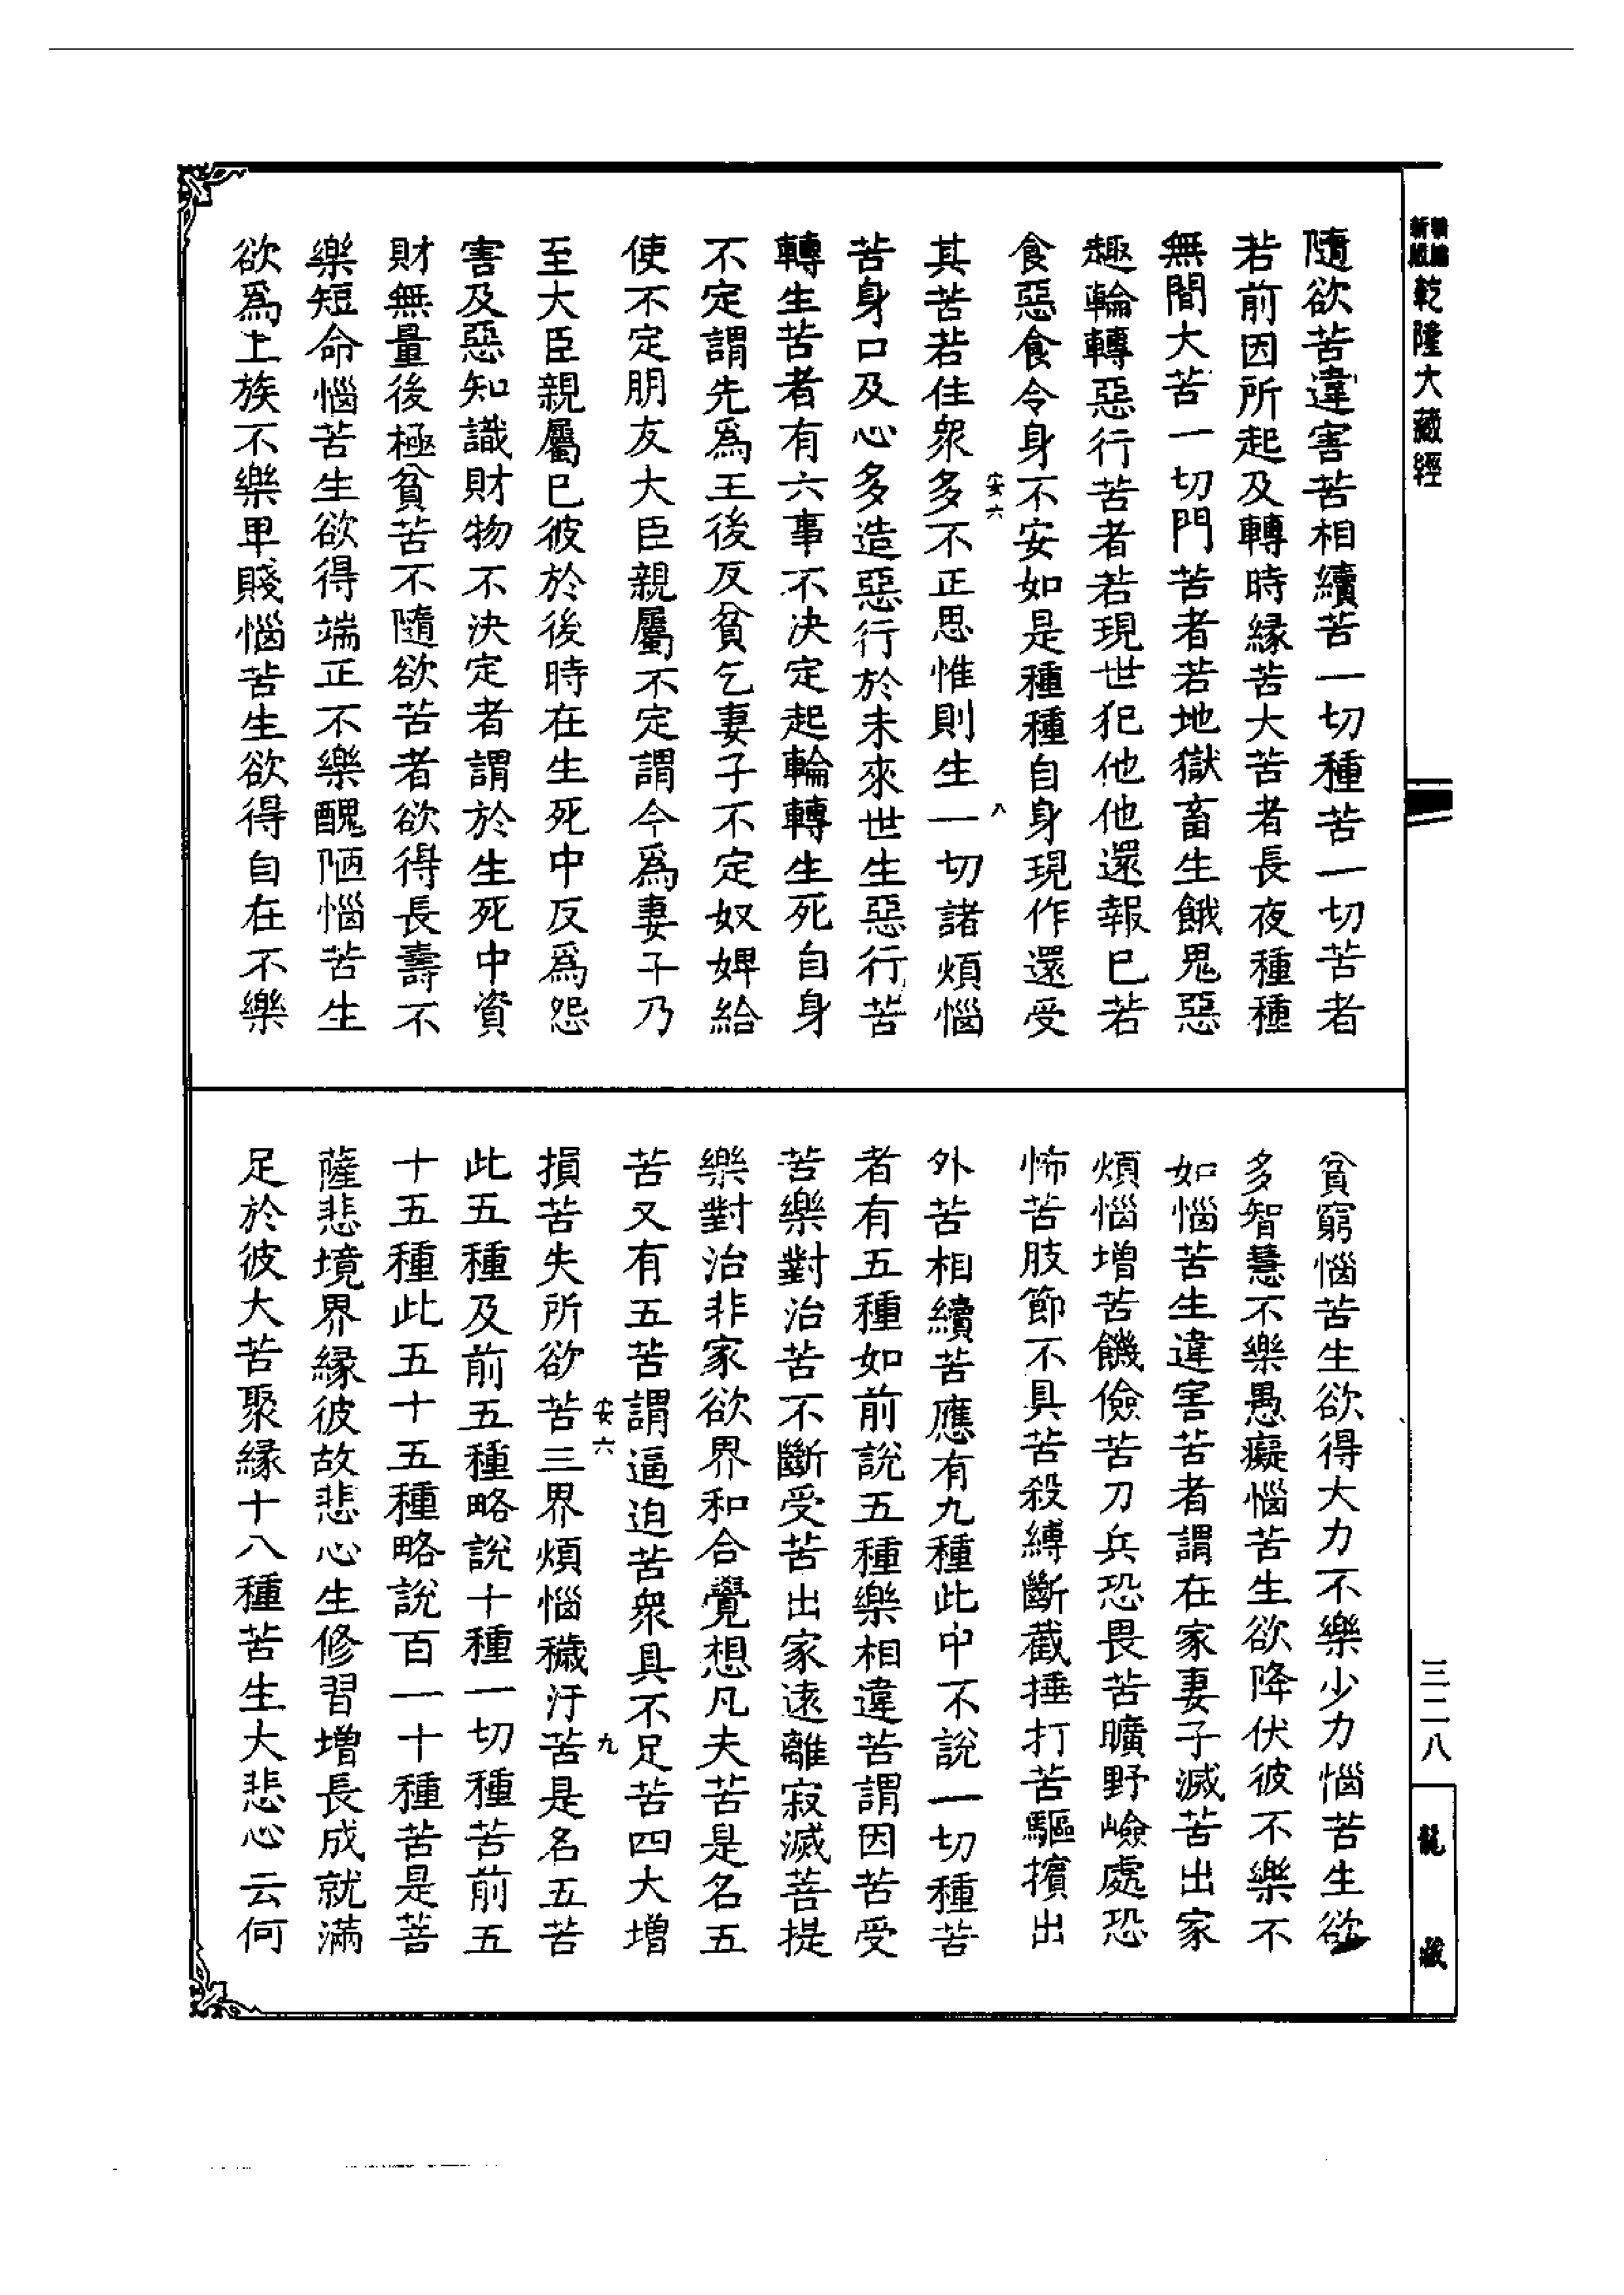 新編
新版
乾隆大藏經
隨欲苦違害苦相續苦一切種苦一切苦者
若前因所起及轉時緣苦大苦者長夜種種
無間大苦一切門苦者若地獄畜生餓鬼惡
趣輪轉惡行苦者若現世犯他他還報已若
食惡食令身不安如是種種自身現作還受
安六
八
其苦若住衆多不正思惟則生一切諸煩惱
苦身口及心多造惡行於未來世生惡行苦
轉生苦者有六事不決定起輪轉生死自身
不定謂先爲王後反貧乞妻子不定奴婢給
使不定朋友大臣親屬不定謂今爲妻子乃
至大臣親屬已彼於後時在生死中反爲怨
害及惡知識財物不決定者謂於生死中資
財無量後極貧苦不隨欲苦者欲得長壽不
樂短命惱苦生欲得端正不樂醜陋惱苦生
欲爲上族不樂卑賤惱苦生欲得自在不樂
貧窮惱苦生欲得大力不樂少力惱苦生欲
多智慧不樂愚癡惱苦生欲降伏彼不樂不
如惱苦生違害苦者謂在家妻子滅苦出家
煩惱增苦饑儉苦刀兵恐畏苦曠野嶮處恐
怖苦肢節不具苦殺縛斷截捶打苦驅擯出
外苦相續苦應有九種此中不說一切種苦
者有五種如前說五種樂相違苦謂因苦受
苦樂對治苦不斷受苦出家遠離寂滅菩提
樂對治非家欲界和合覺想凡夫苦是名五
苦又有五苦謂逼迫苦衆具不足苦四大增
安六
九
損苦失所欲苦三界煩惱穢汙苦是名五苦
此五種及前五種略說十種一切種苦前五
十五種此五十五種略說百一十種苦是菩
薩悲境界緣彼故悲心生修習增長成就滿
足於彼大苦聚緣十八種苦生大悲心云何
三二八
龍藏